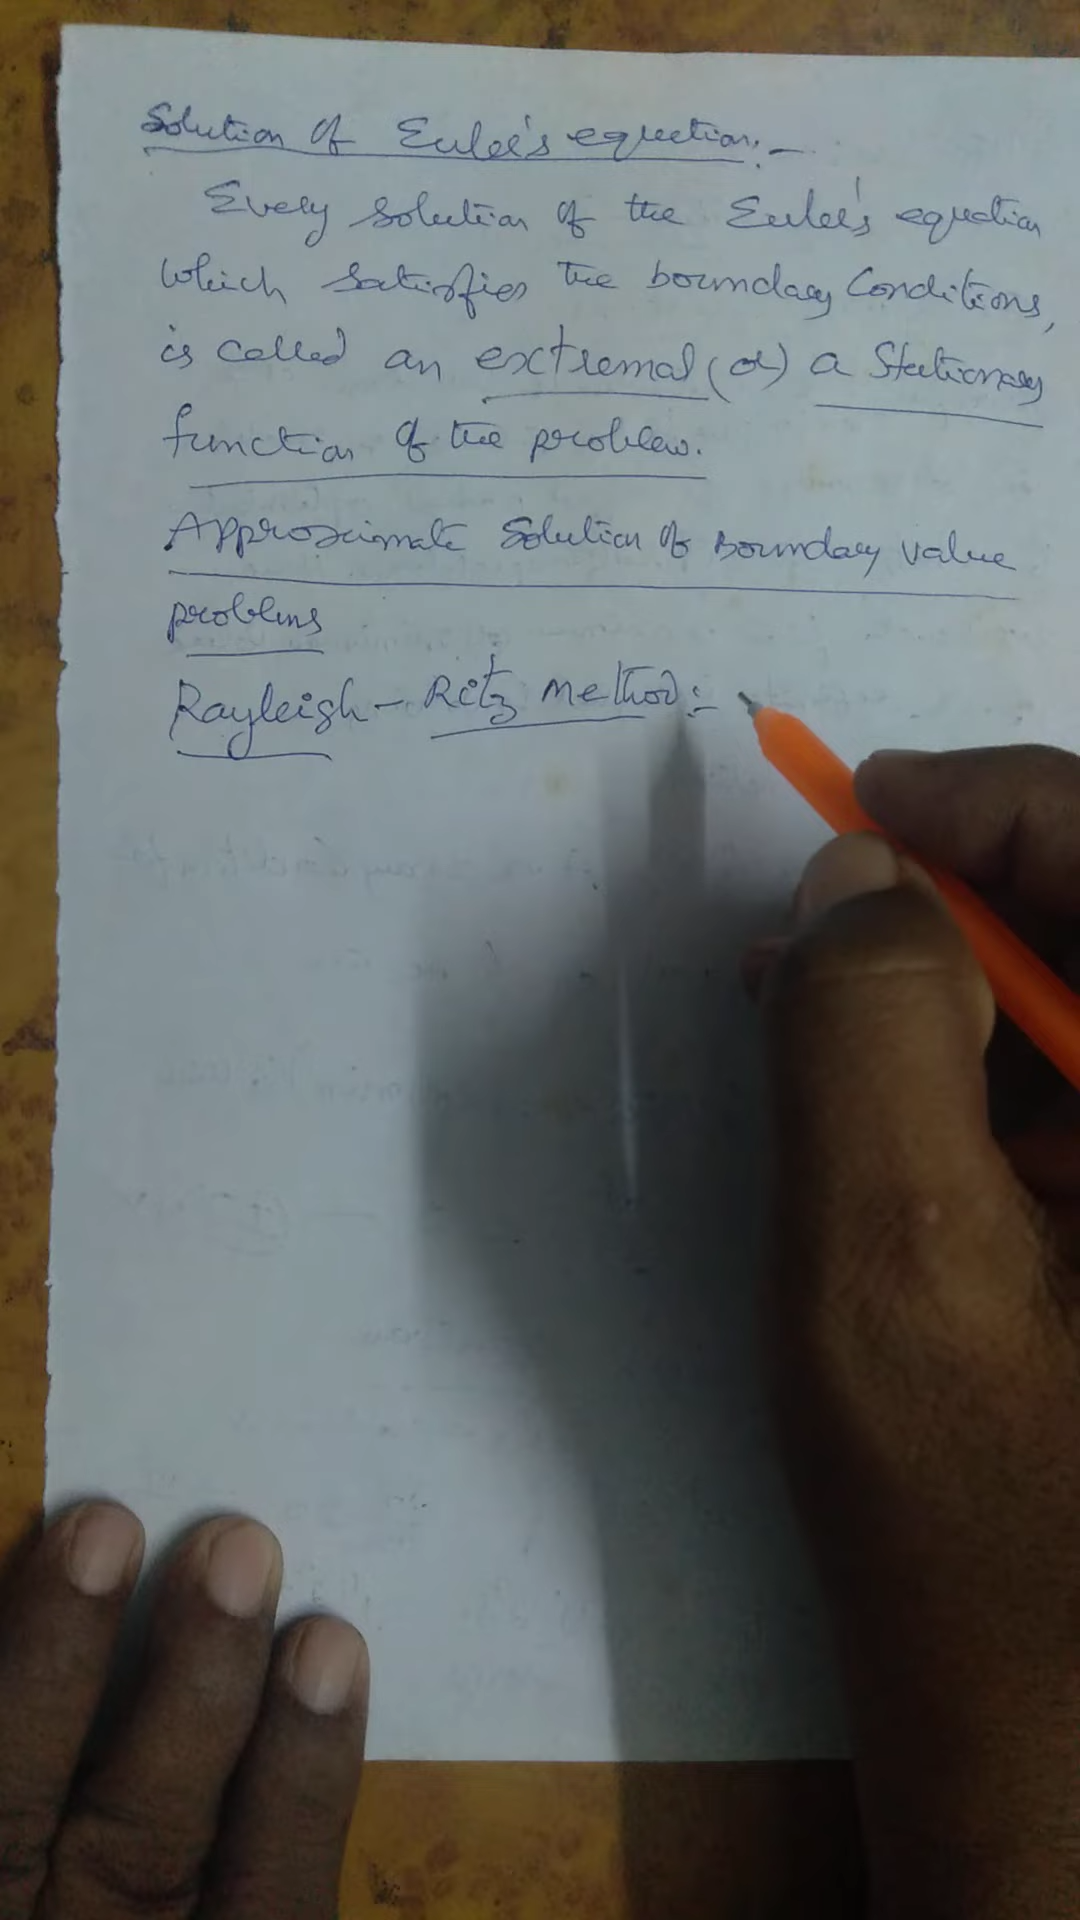 Solution of Euler's equation:-
Every solution of the Euler's equation
which satisfies the boundary Conditions,
is called an extremal (or) a Stationary
function of the problem.
Approximate Solution of Boundary value
problems
Rayleigh - Ritz Method:-